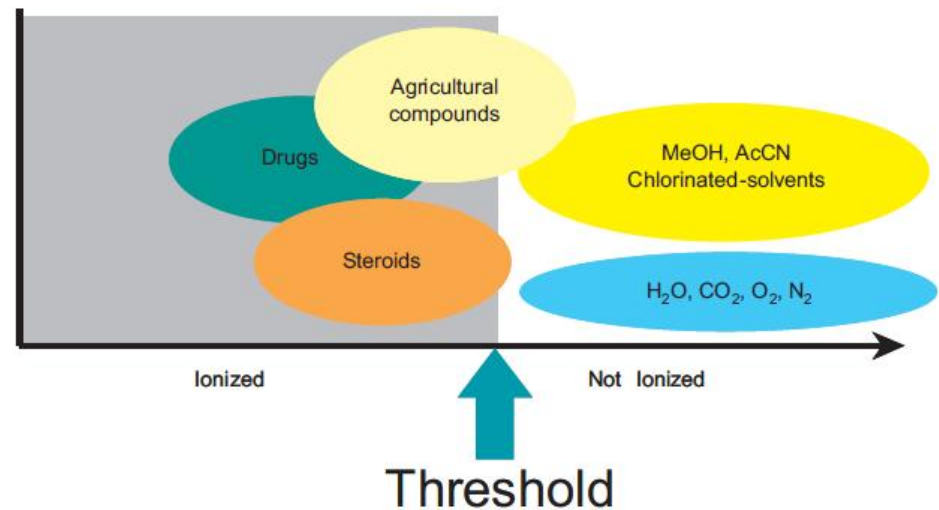 Agricultural
compounds
Drugs
MeOH, AcCN
Chlorinated-solvents
Steroids
H₂O, CO₂, O₂, N₂
Ionized
Not Ionized
Threshold